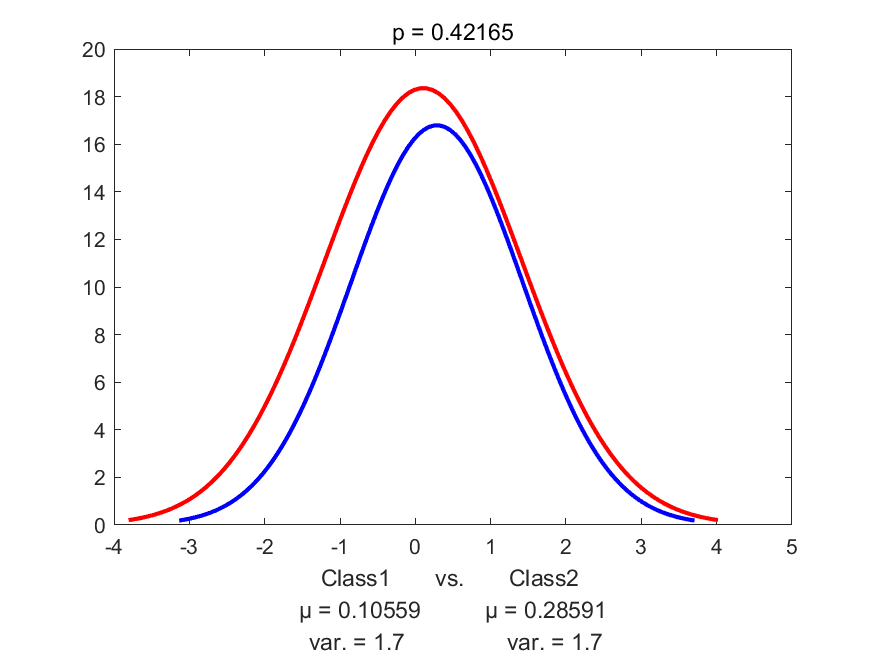 p = 0.42165
20
18
16
14
12
10
8
6
4
2
0
-4 -3 -2 -1 0 1 2 3 4 5
Class1 vs. Class2
μ = 0.10559 μ = 0.28591
var. = 1.7 var. = 1.7